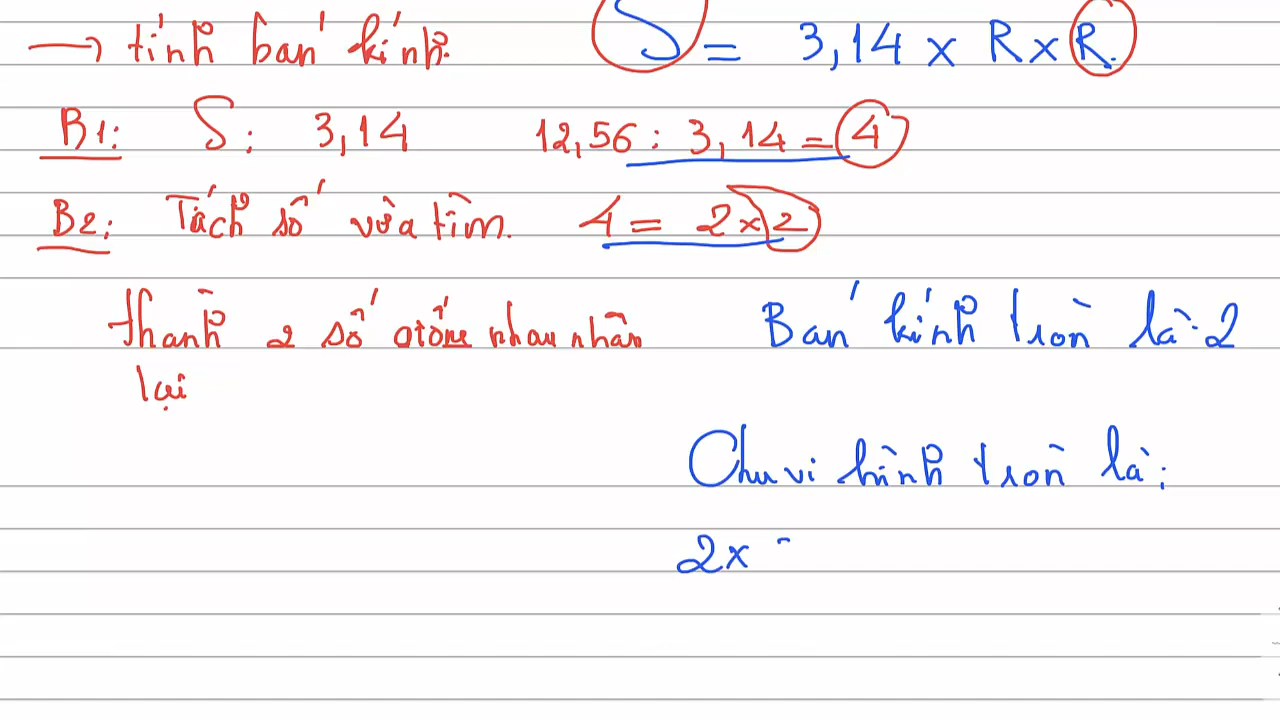 → tính bán kính. S = 3,14 x R x R.
B1: S : 3,14 12,56 : 3,14 = 4
B2: Tách số vừa tìm. 4 = 2 x 2
thành 2 số giống nhau nhân Bán kính tròn là: 2
lại
Chu vi hình tròn là:
2 x